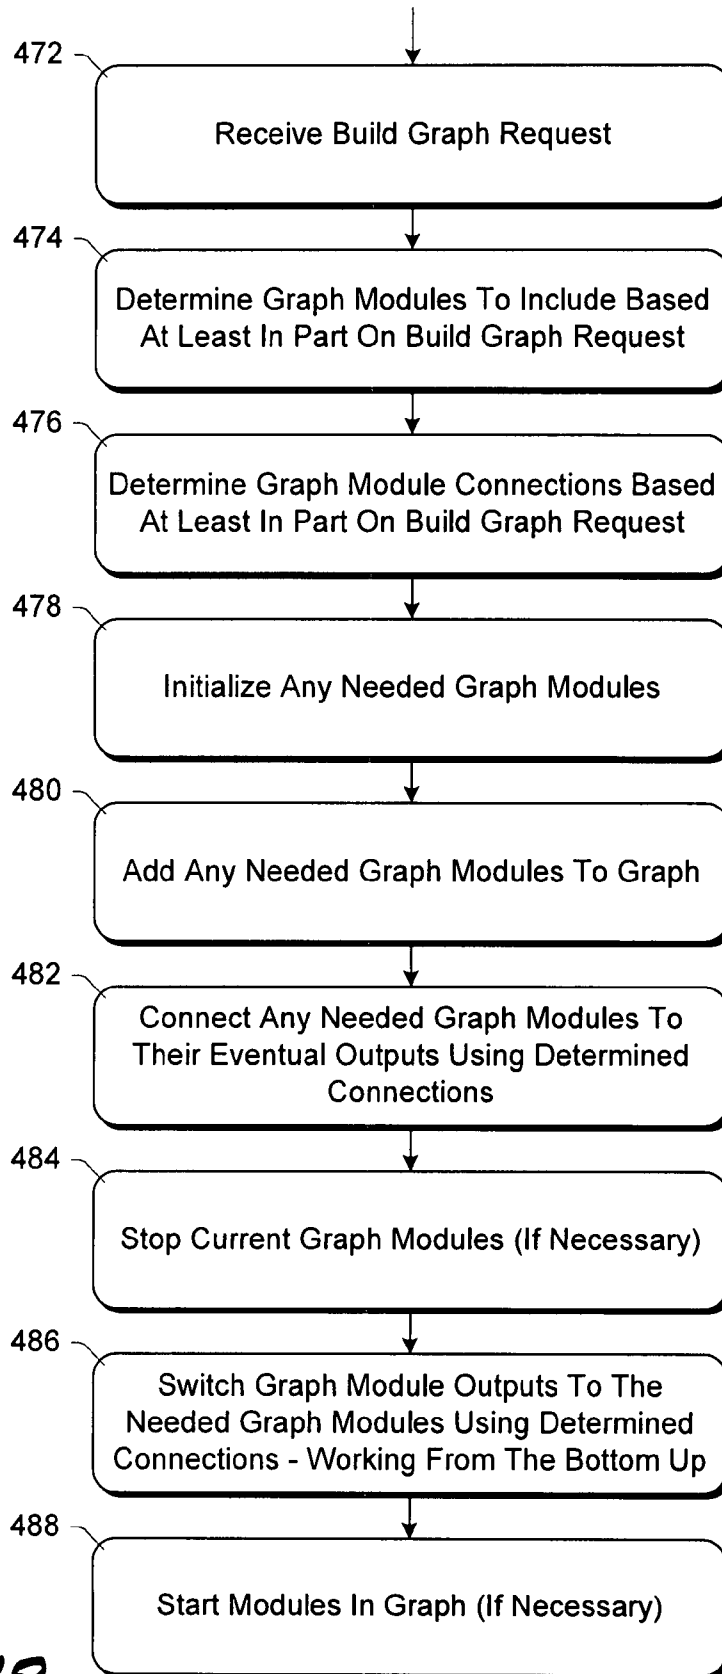 472
Receive Build Graph Request
474
Determine Graph Modules To Include Based
At Least In Part On Build Graph Request
476
Determine Graph Module Connections Based
At Least In Part On Build Graph Request
478
Initialize Any Needed Graph Modules
480
Add Any Needed Graph Modules To Graph
482
Connect Any Needed Graph Modules To
Their Eventual Outputs Using Determined
Connections
484
Stop Current Graph Modules (If Necessary)
486
Switch Graph Module Outputs To The
Needed Graph Modules Using Determined
Connections - Working From The Bottom Up
488
Start Modules In Graph (If Necessary)